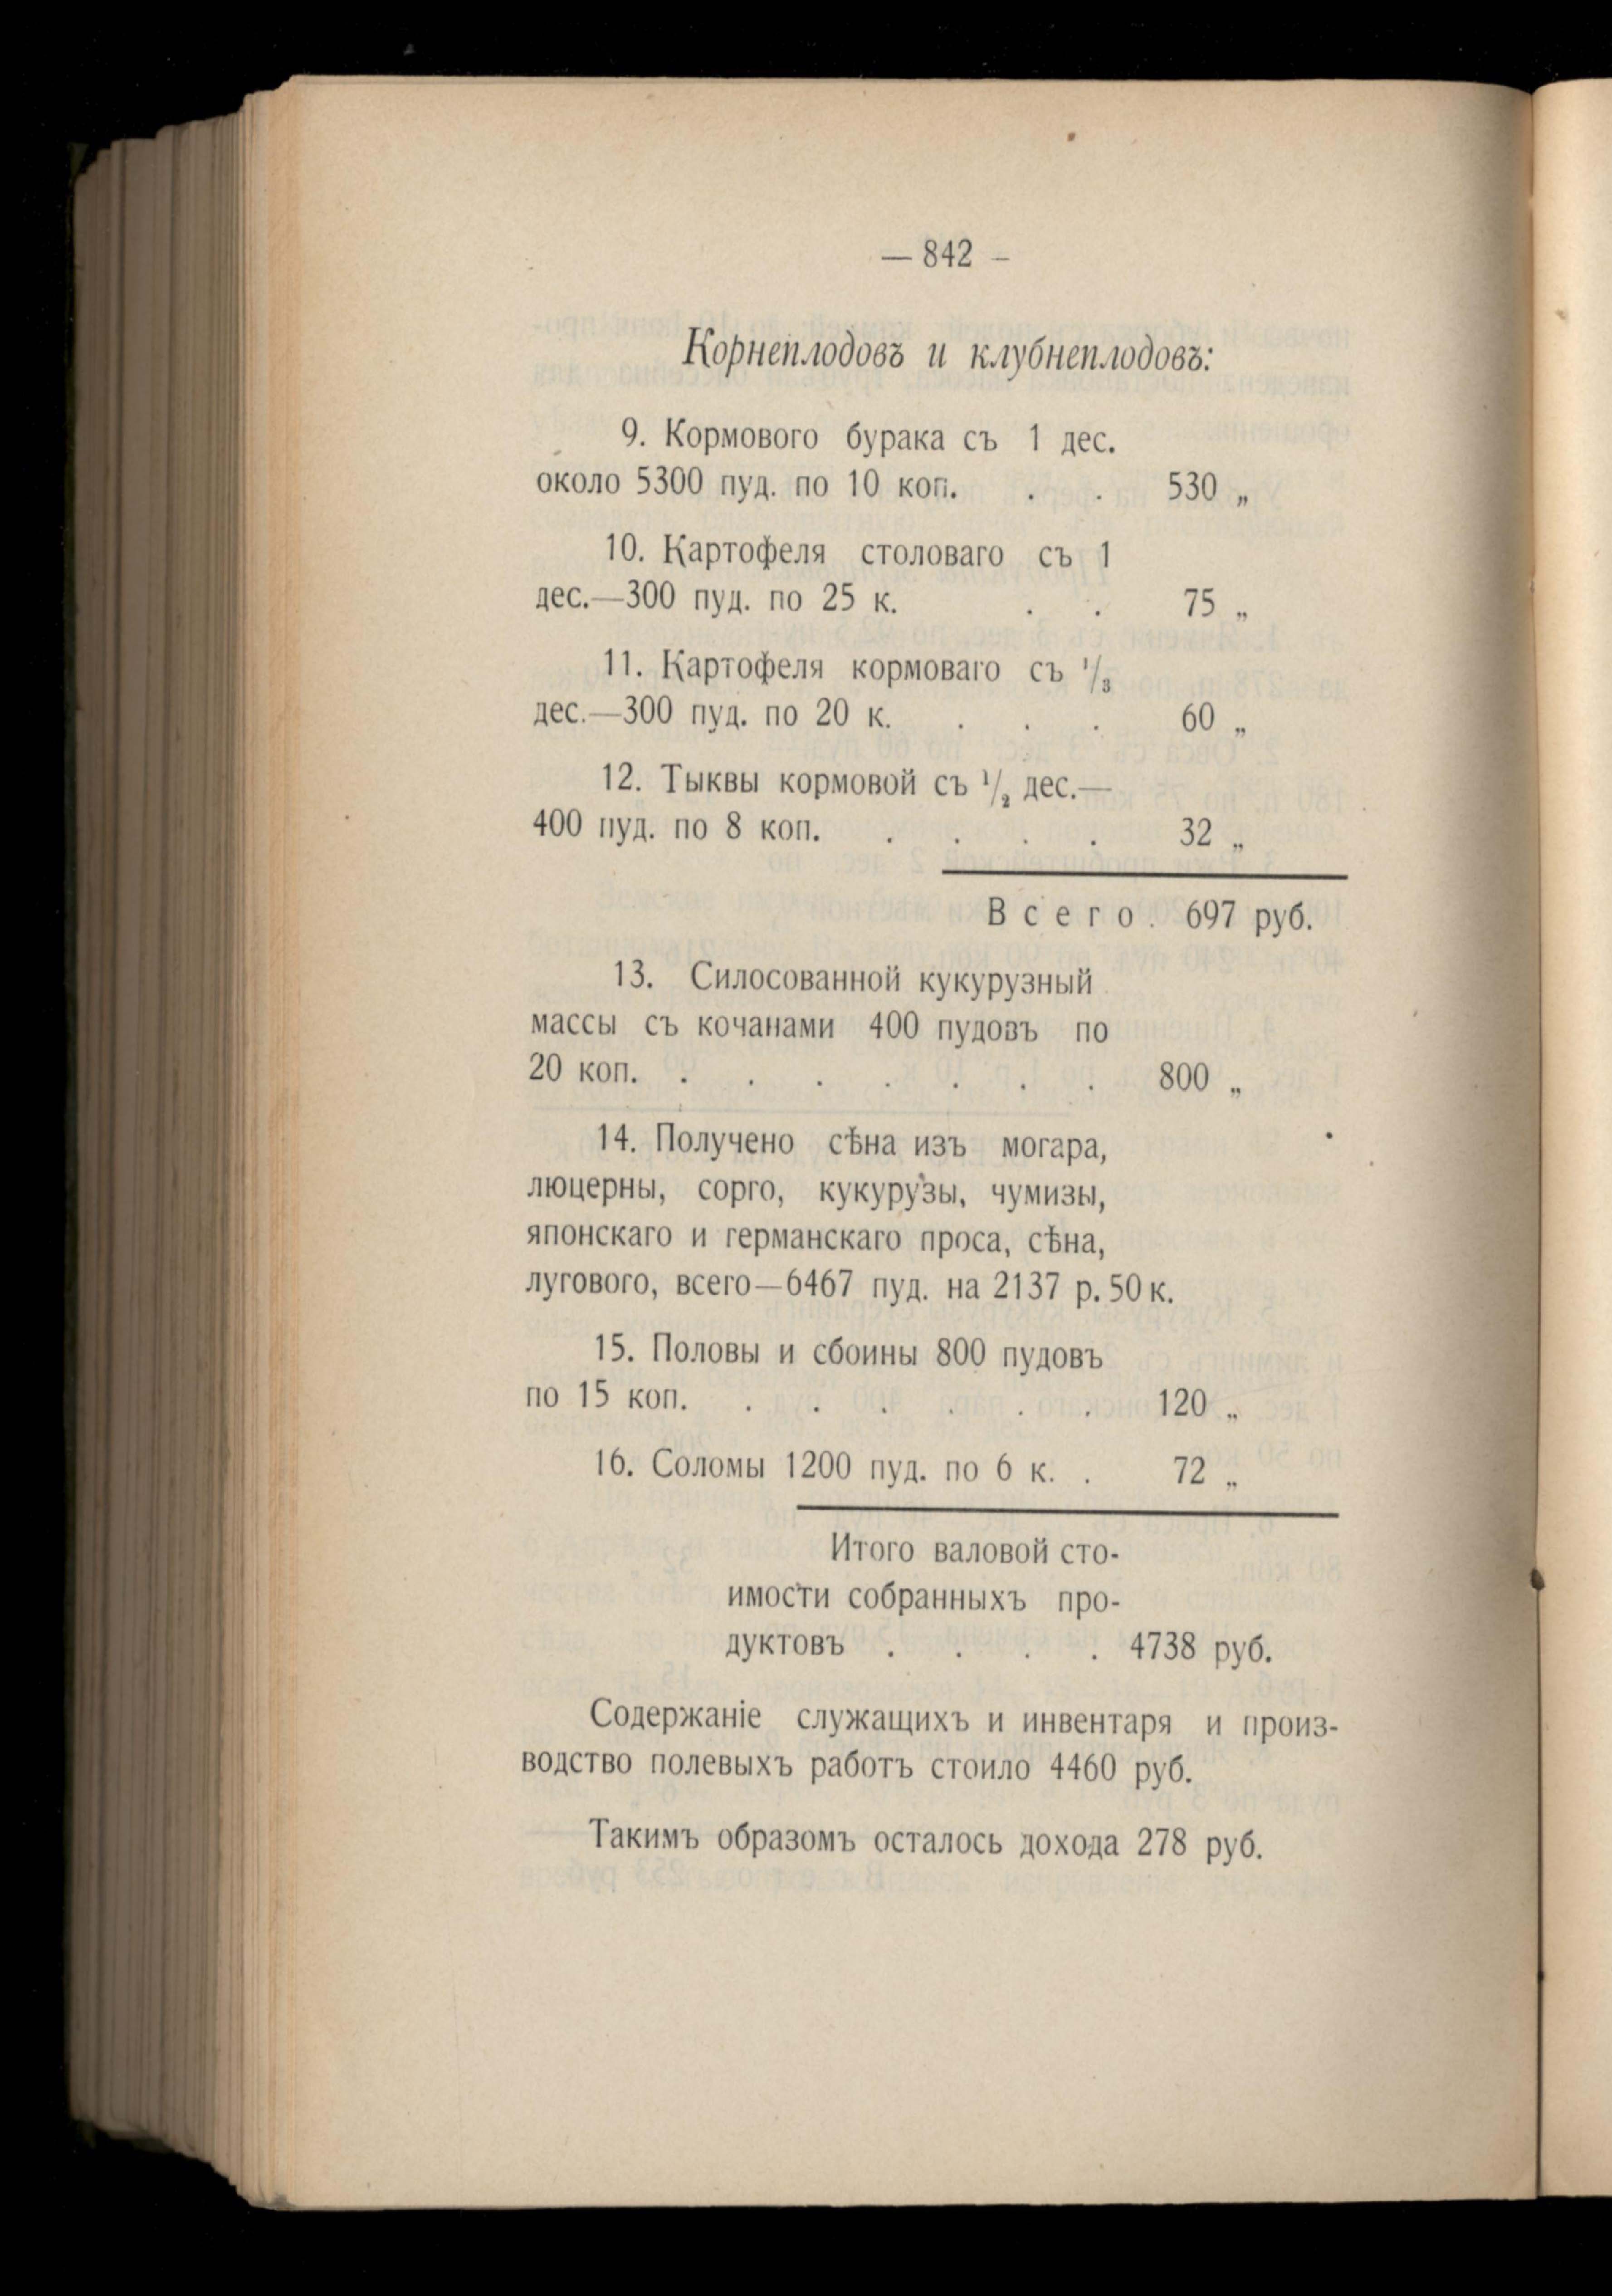 — 842 –
Корнеплодовъ и клубнеплодовъ:
9. Кормового бурака съ 1 дес.
около 5300 пуд. по 10 коп. . . 530 „
10. Картофеля столоваго съ 1
дес.—300 пуд. по 25 к. . . 75 „
11. Картофеля кормоваго съ 1/3
дес.—300 пуд. по 20 к. . . . 60 „
12. Тыквы кормовой съ 1/2 дес.—
400 пуд. по 8 коп. . . . . 32 „
Всего. 697 руб.
13. Силосованной кукурузный
массы съ кочанами 400 пудовъ по
20 коп. . . . . . . . 800 „
14. Получено сѣна изъ могара,
люцерны, сорго, кукурузы, чумизы,
японскаго и германскаго проса, сѣна,
лугового, всего—6467 пуд. на 2137 р. 50 к.
15. Половы и сбоины 800 пудовъ
по 15 коп. . . . . . . 120 „
16. Соломы 1200 пуд. по 6 к. . 72 „
Итого валовой сто-
имости собранныхъ про-
дуктовъ . . . . 4738 руб.
Содержаніе служащихъ и инвентаря и произ-
водство полевыхъ работъ стоило 4460 руб.
Такимъ образомъ осталось дохода 278 руб.